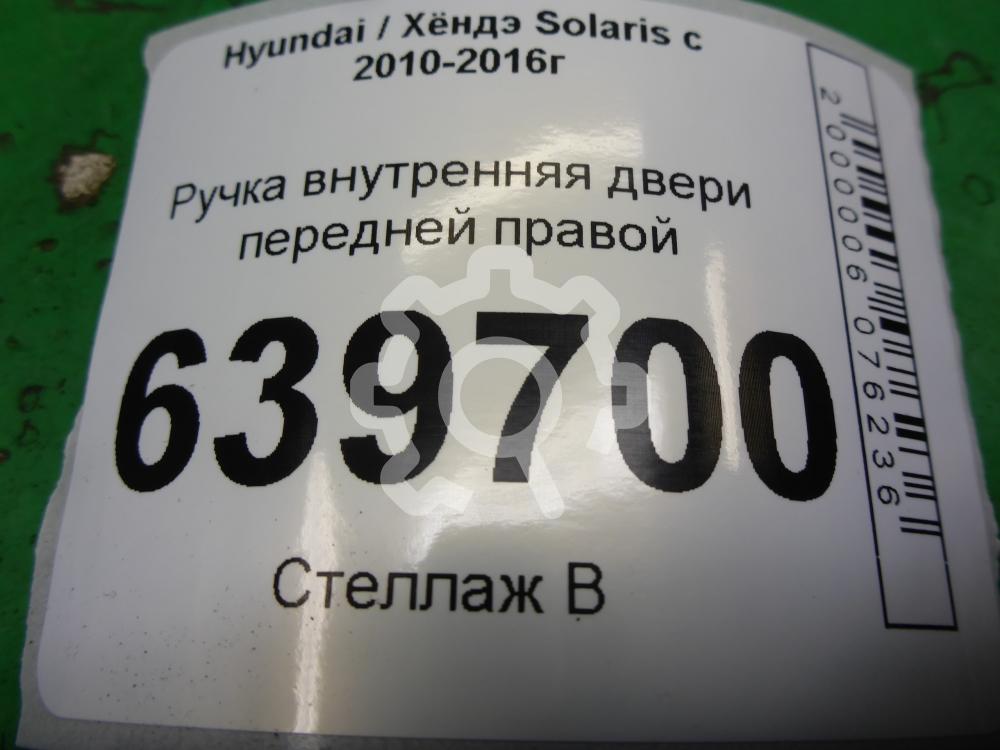 Hyundai / Хёндэ Solaris с
2010-2016г
Ручка внутренняя двери
передней правой
639700
Стеллаж В
2000006076236